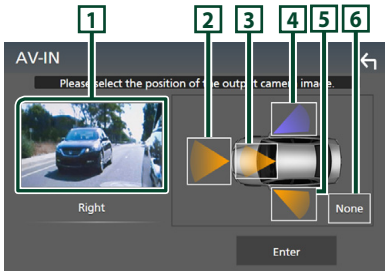 1 2 3 4 5 6
AV-IN
Please select the position of the output camera image.
Right
None
Enter